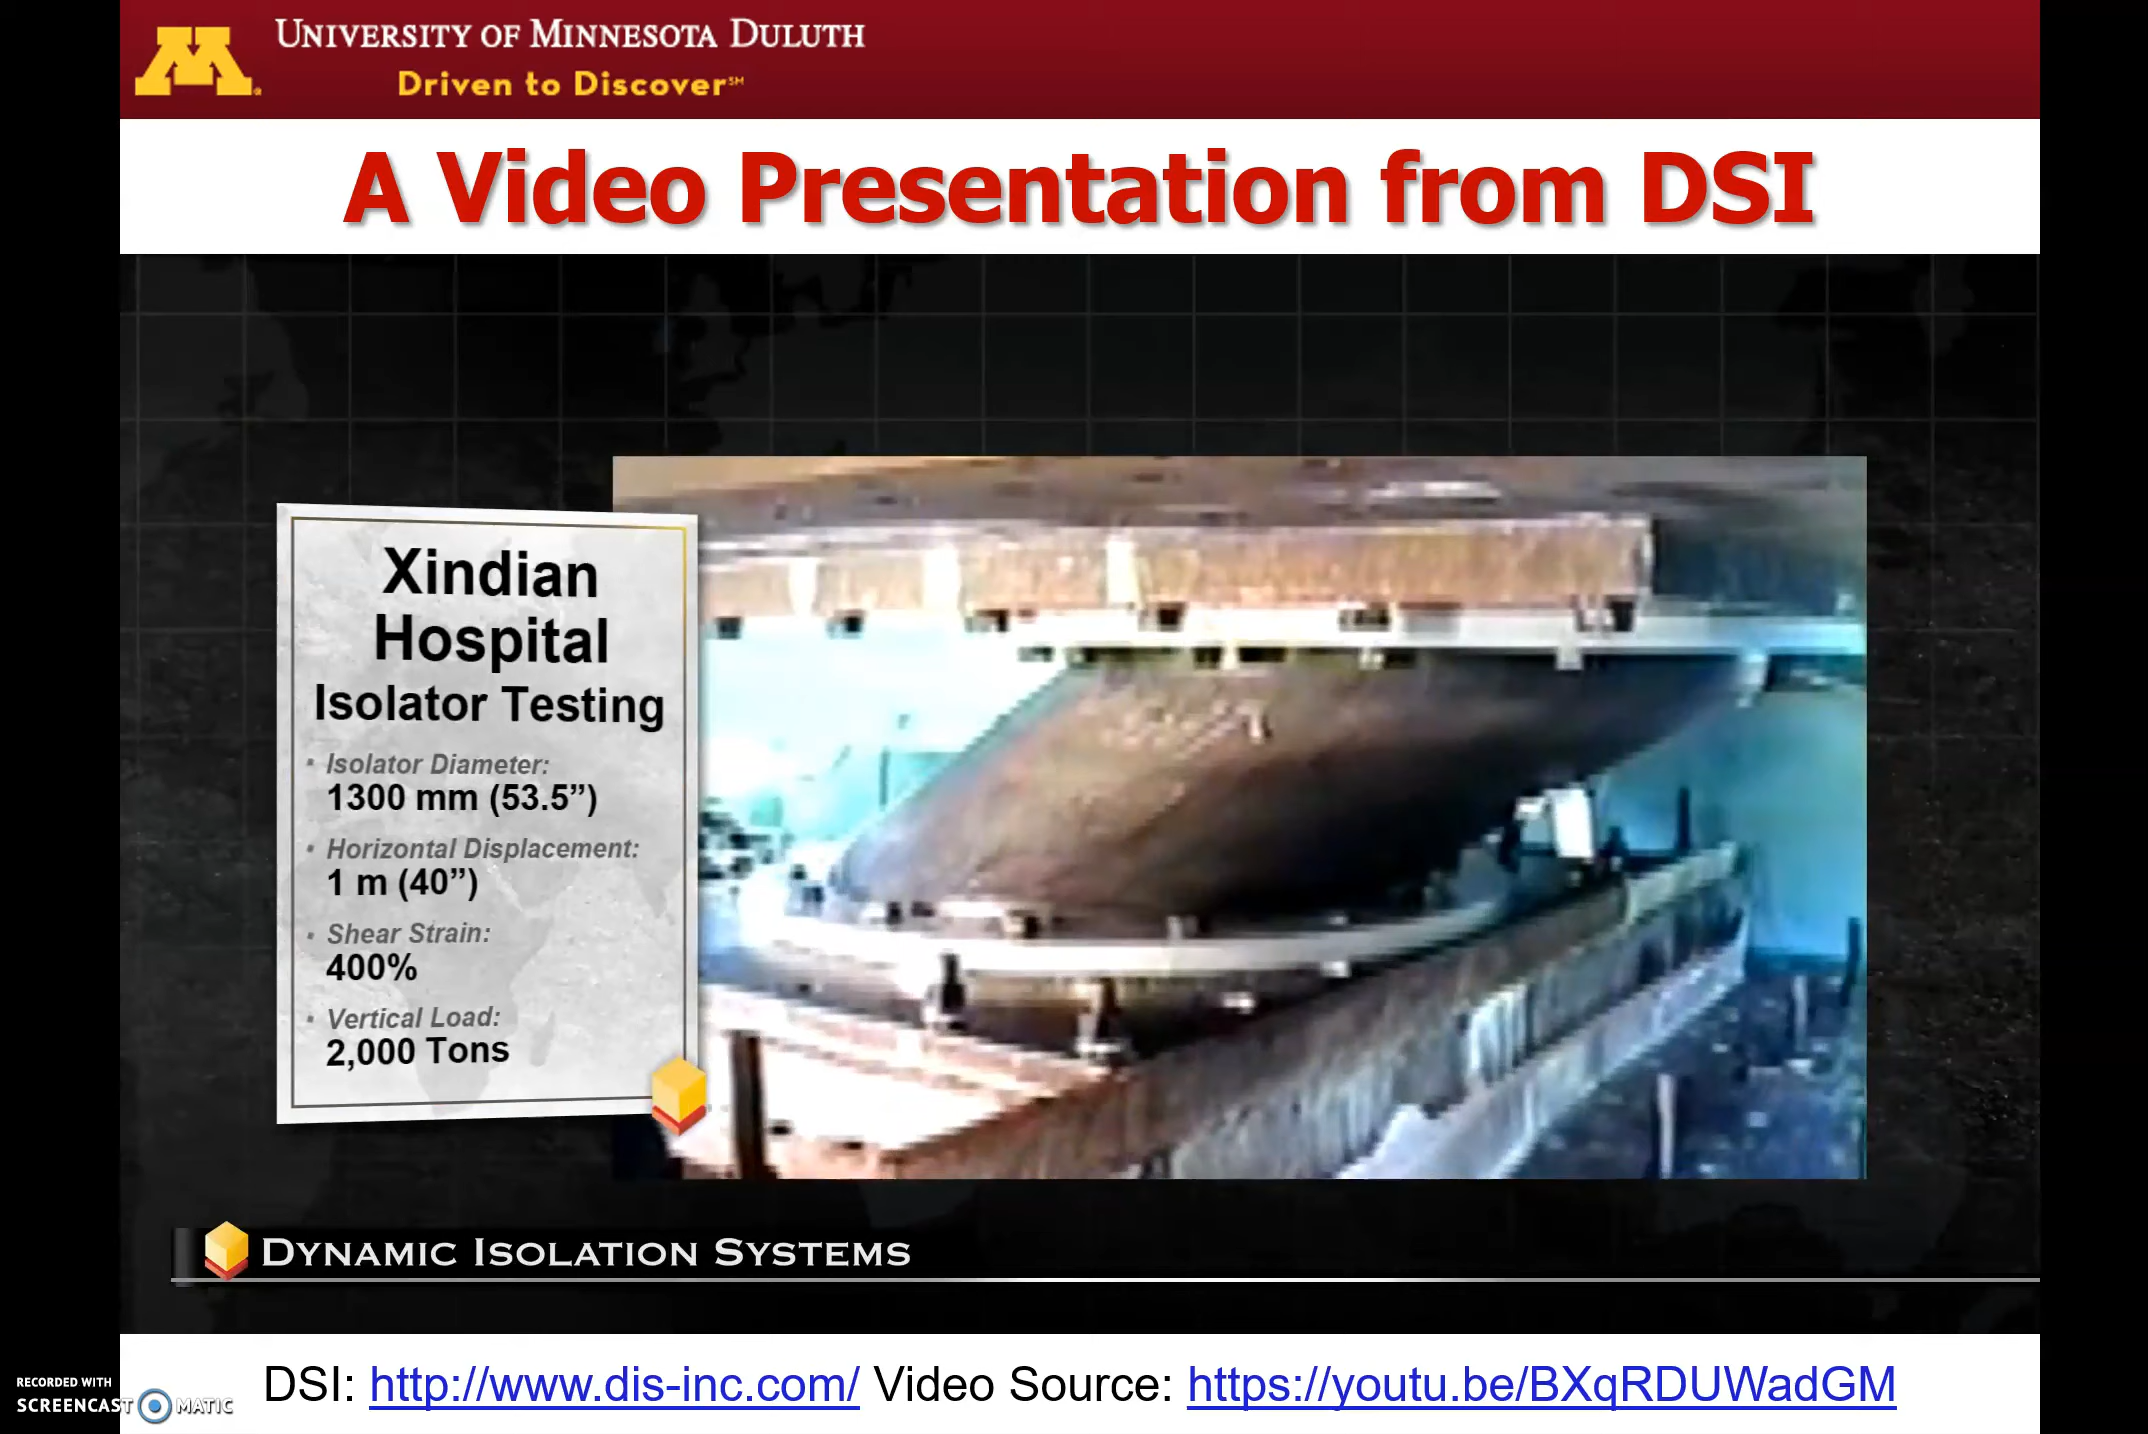 UNIVERSITY OF MINNESOTA DULUTH
Driven to Discover℠
A Video Presentation from DSI
Xindian
Hospital
Isolator Testing
• Isolator Diameter:
1300 mm (53.5”)
• Horizontal Displacement:
1 m (40”)
• Shear Strain:
400%
• Vertical Load:
2,000 Tons
DYNAMIC ISOLATION SYSTEMS
DSI: http://www.dis-inc.com/ Video Source: https://youtu.be/BXqRDUWadGM
RECORDED WITH
SCREENCAST MATIC